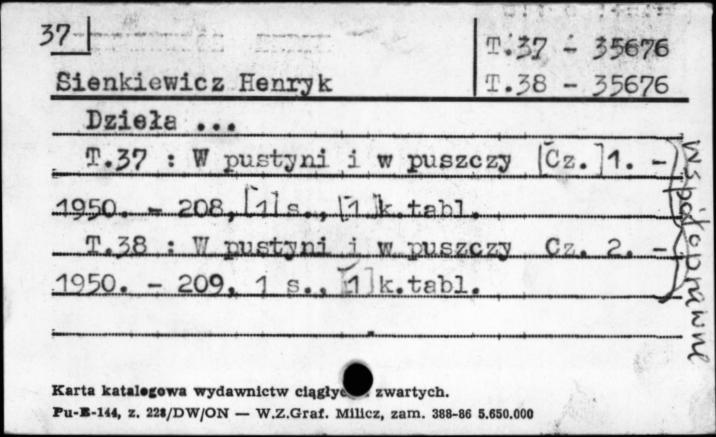 37
T.37 - 35676
Sienkiewicz Henryk
T.38 - 35676
Dzieła ...
T.37 : W pustyni i w puszczy [Cz.]1. -
1950. - 208,[1]s., [1]k.tabl.
T.38 : W pustyni i w puszczy Cz. 2. -
1950. - 209, 1 s., [1]k.tabl.
Współoprawne
Karta katalogowa wydawnictw ciągłyc zwartych.
Pu-K-144, z. 228/DW/ON — W.Z.Graf. Milicz, zam. 388-86 5.650.000